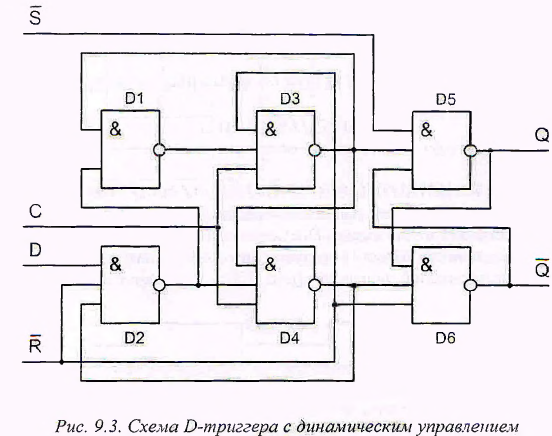 S̅
D1
D3
D5
&
&
&
Q
C
D
&
&
&
Q̅
R̅
D2
D4
D6
Рис. 9.3. Схема D-триггера с динамическим управлением